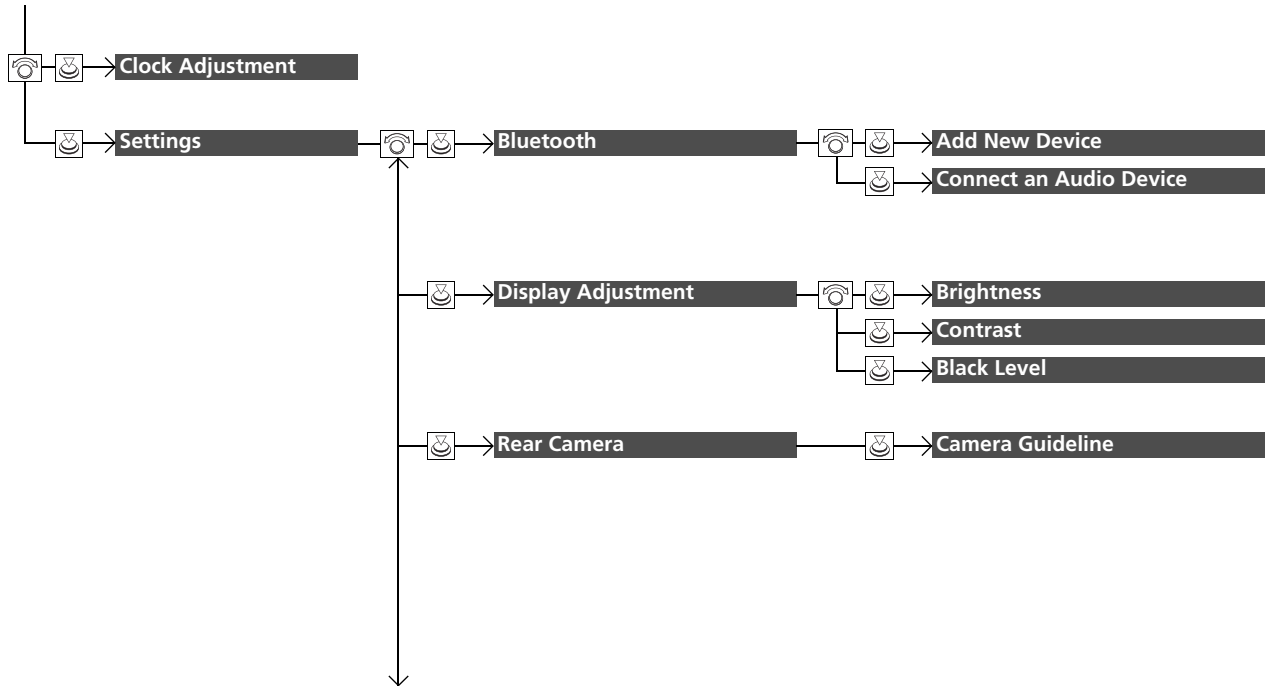 Clock Adjustment
Settings
Bluetooth
Add New Device
Connect an Audio Device
Display Adjustment
Brightness
Contrast
Black Level
Rear Camera
Camera Guideline